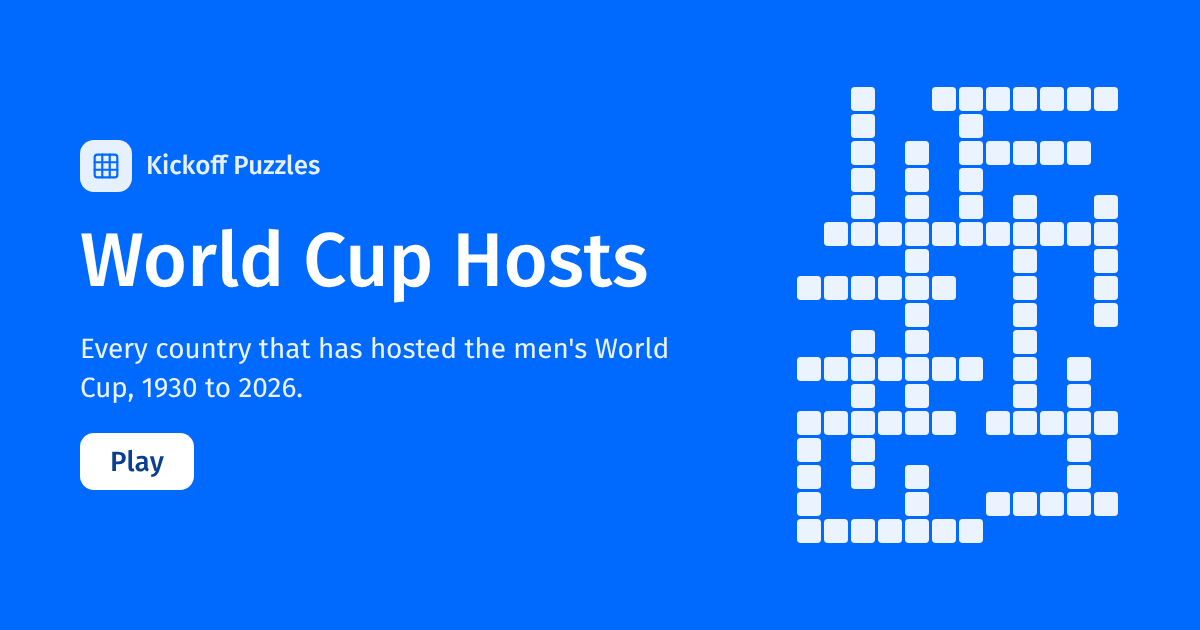 Kickoff Puzzles
World Cup Hosts
Every country that has hosted the men's World
Cup, 1930 to 2026.
Play